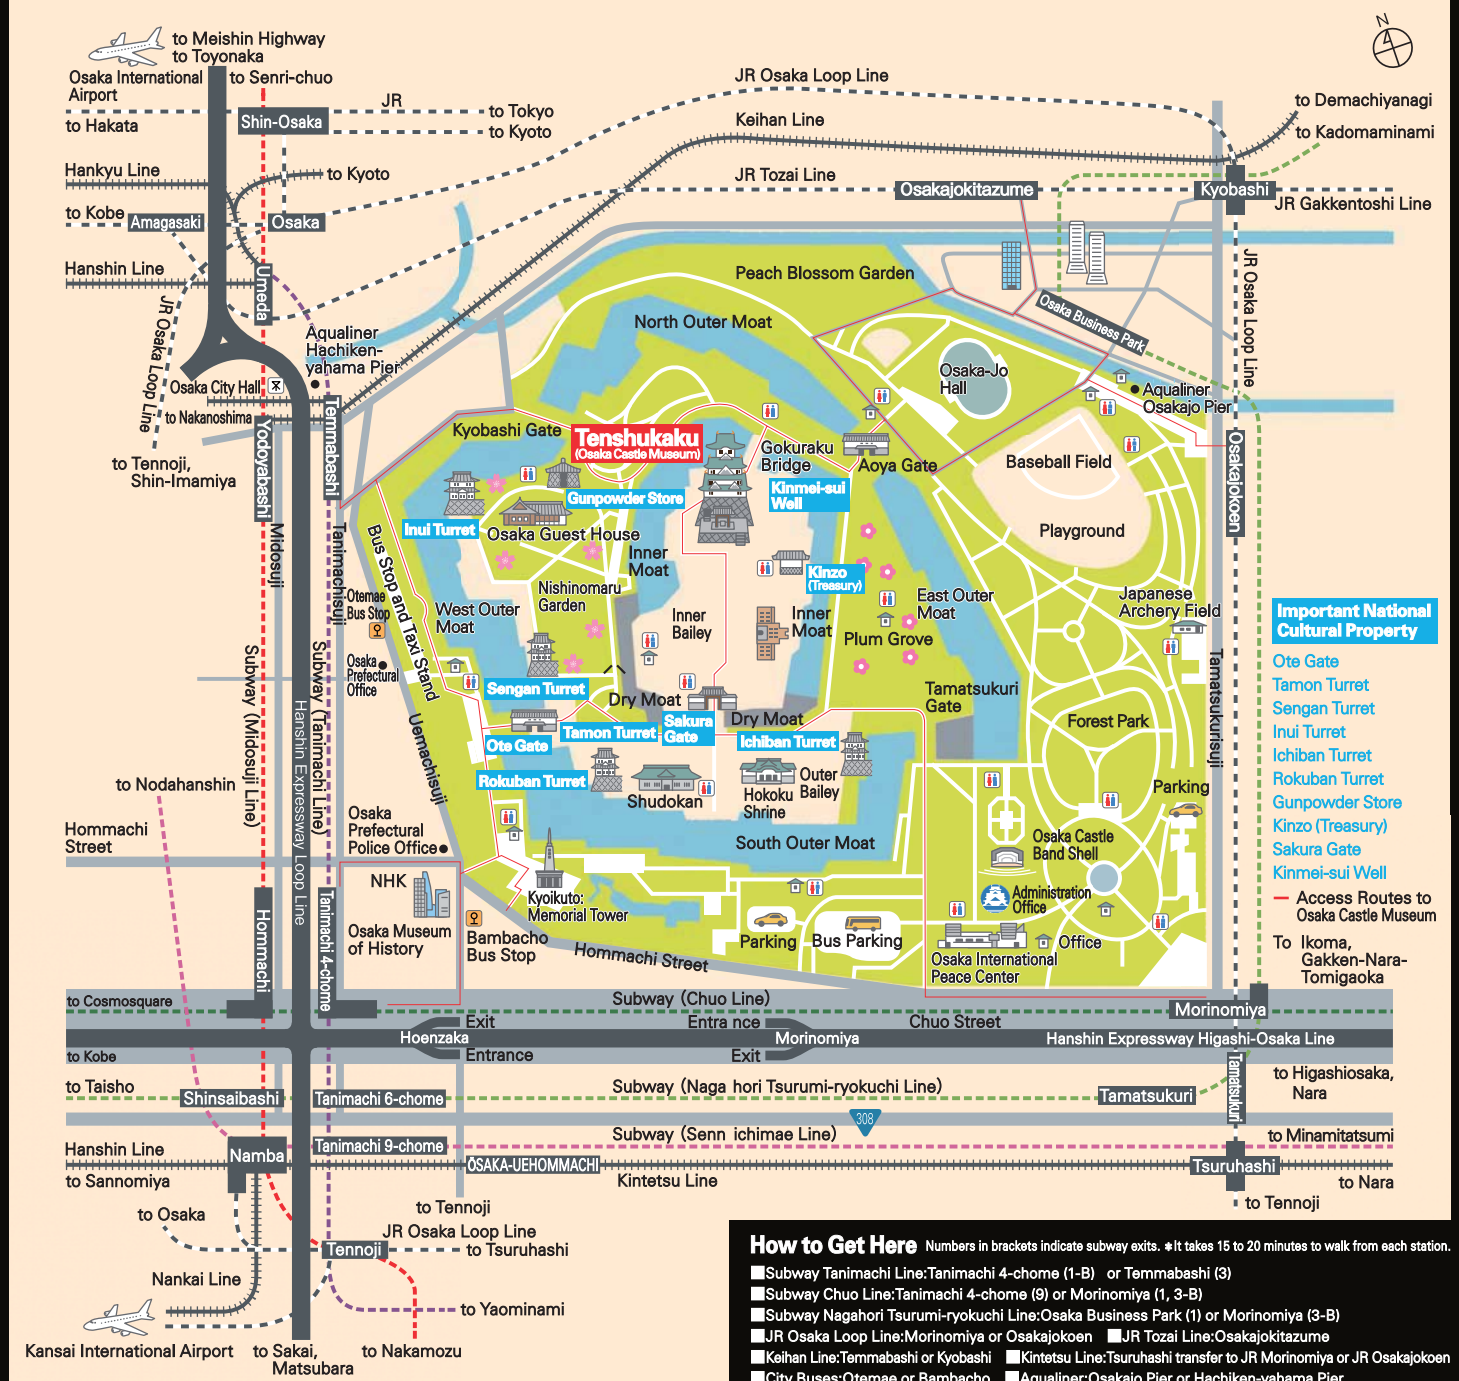 N
to Meishin Highway
to Toyonaka
Osaka International
Airport
to Senri-chuo
JR
to Tokyo
to Kyoto
Shin-Osaka
to Hakata
Hankyu Line
to Kyoto
to Kobe
Amagasaki
Osaka
Hanshin Line
Umeda
JR Osaka Loop Line
JR Osaka Loop Line
Keihan Line
JR Tozai Line
Osakajokitazume
to Demachiyanagi
to Kadomaminami
Kyobashi
JR Gakkentoshi Line
JR Osaka Loop Line
Aqualiner
Hachiken-
yahama Pier
Osaka City Hall
to Nakanoshima
Yodoyabashi
Temmabashi
to Tennoji,
Shin-Imamiya
Midosuji
Tanimachisuji
Peach Blossom Garden
North Outer Moat
Osaka Business Park
Osaka-Jo
Hall
Aqualiner
Osakajo Pier
Osakajokoen
Kyobashi Gate
Tenshukaku
(Osaka Castle Museum)
Gokuraku
Bridge
Aoya Gate
Baseball Field
Gunpowder Store
Kinmei-sui
Well
Inui Turret
Osaka Guest House
Playground
Inner
Moat
Kinzo
(Treasury)
Bus Stop and Taxi Stand
Otemae
Bus Stop
Nishinomaru
Garden
West Outer
Moat
Inner
Bailey
Inner
Moat
East Outer
Moat
Plum Grove
Japanese
Archery Field
Important National
Cultural Property
Ote Gate
Tamon Turret
Sengan Turret
Inui Turret
Ichiban Turret
Rokuban Turret
Gunpowder Store
Kinzo (Treasury)
Sakura Gate
Kinmei-sui Well
Access Routes to
Osaka Castle Museum
To Ikoma,
Gakken-Nara-
Tomigaoka
Osaka
Prefectural
Office
Sengan Turret
Dry Moat
Tamatsukuri
Gate
Tamatsukurisuji
Forest Park
Uemachisuji
Ote Gate
Tamon Turret
Sakura
Gate
Dry Moat
Ichiban Turret
Rokuban Turret
Shudokan
Hokoku
Shrine
Outer
Bailey
Parking
Subway (Midosuji Line)
Hanshin Expressway Loop Line
Subway (Tanimachi Line)
to Nodahanshin
Hommachi
Street
Osaka
Prefectural
Police Office
South Outer Moat
Osaka Castle
Band Shell
NHK
Osaka Museum
of History
Kyoikuto:
Memorial Tower
Bambacho
Bus Stop
Hommachi Street
Parking
Bus Parking
Administration
Office
Office
Osaka International
Peace Center
Hommachi
Tanimachi 4-chome
to Cosmosquare
Subway (Chuo Line)
Morinomiya
Exit
Entra nce
Chuo Street
Hoenzaka
Morinomiya
Hanshin Expressway Higashi-Osaka Line
to Kobe
Entrance
Exit
to Taisho
Subway (Naga hori Tsurumi-ryokuchi Line)
to Higashiosaka,
Nara
Shinsaibashi
Tanimachi 6-chome
Tamatsukuri
Tamatsukuri
308
Hanshin Line
Namba
Tanimachi 9-chome
Subway (Senn ichimae Line)
to Minamitatsumi
OSAKA-UEHOMMACHI
Tsuruhashi
to Sannomiya
Kintetsu Line
to Nara
to Osaka
to Tennoji
to Tennoji
JR Osaka Loop Line
Tennoji
to Tsuruhashi
Nankai Line
to Yaominami
Kansai International Airport
to Sakai,
Matsubara
to Nakamozu
How to Get Here Numbers in brackets indicate subway exits. *It takes 15 to 20 minutes to walk from each station.
■Subway Tanimachi Line:Tanimachi 4-chome (1-B) or Temmabashi (3)
■Subway Chuo Line:Tanimachi 4-chome (9) or Morinomiya (1, 3-B)
■Subway Nagahori Tsurumi-ryokuchi Line:Osaka Business Park (1) or Morinomiya (3-B)
■JR Osaka Loop Line:Morinomiya or Osakajokoen ■JR Tozai Line:Osakajokitazume
■Keihan Line:Temmabashi or Kyobashi ■Kintetsu Line:Tsuruhashi transfer to JR Morinomiya or JR Osakajokoen
■City Buses:Otemae or Bambacho ■Aqualiner:Osakajo Pier or Hachiken-yahama Pier